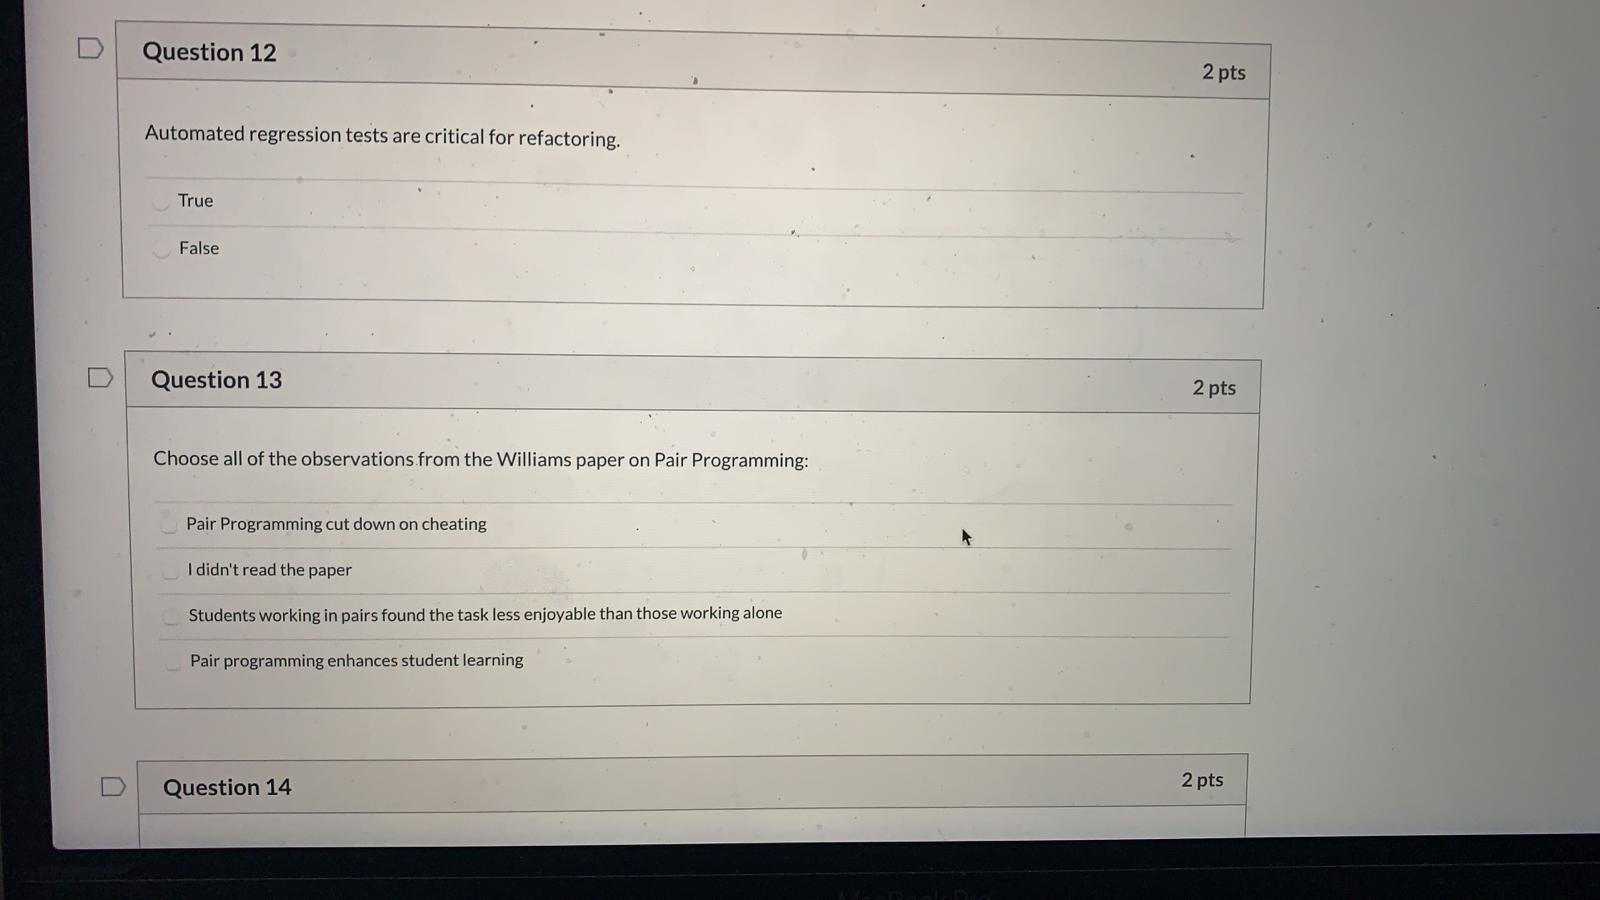 Question 12
2 pts
Automated regression tests are critical for refactoring.
True
False
Question 13
2 pts
Choose all of the observations from the Williams paper on Pair Programming:
Pair Programming cut down on cheating
I didn't read the paper
Students working in pairs found the task less enjoyable than those working alone
Pair programming enhances student learning
Question 14
2 pts